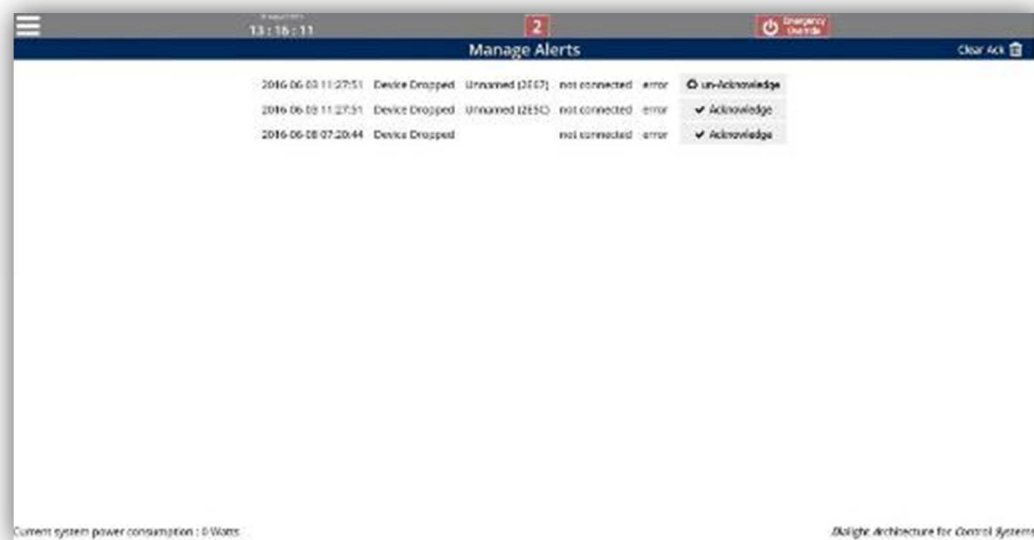 13 : 16 : 11
2
Emergency
Override
Manage Alerts
Clear Ack
2016-06-03 11:27:51 Device Dropped Unnamed (2E67) not connected error un-Acknowledge
2016-06-03 11:27:51 Device Dropped Unnamed (2E5C) not connected error Acknowledge
2016-06-08 07:20:44 Device Dropped not connected error Acknowledge
Current system power consumption : 0 Watts
Dialight Architecture for Control Systems